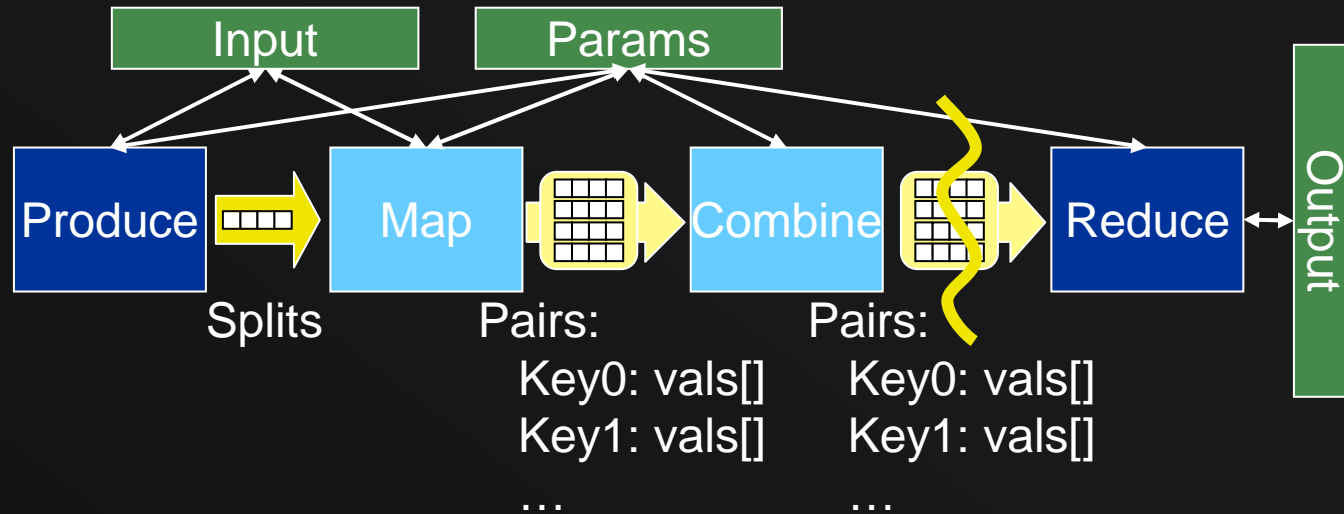 Input
Params
Produce
Map
Combine
Reduce
Output
Splits
Pairs:
Key0: vals[]
Key1: vals[]
…
Pairs:
Key0: vals[]
Key1: vals[]
…